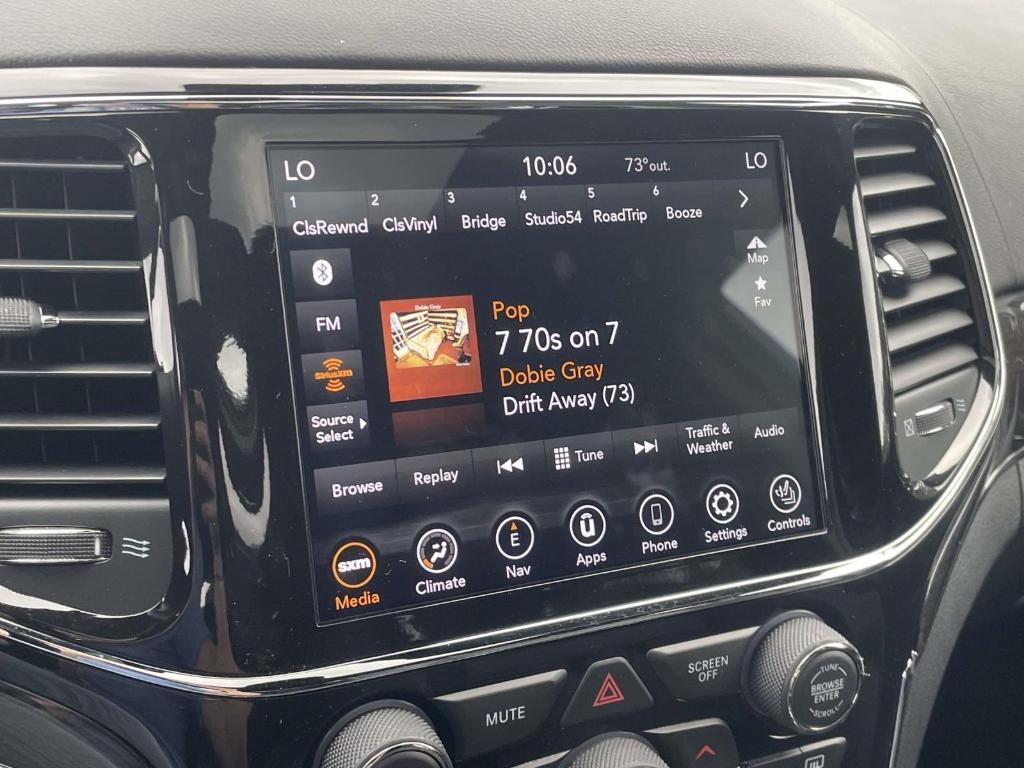 LO 10:06 73°out. LO
1 2 3 4 5 6
ClsRewnd ClsVinyl Bridge Studio54 RoadTrip Booze
Map
Fav
FM
SiriusXM
Source
Select
Dobie Gray
Pop
7 70s on 7
Dobie Gray
Drift Away (73)
Browse Replay Tune Traffic &
Weather Audio
sxm
Media
Climate
E
Nav
Apps
Phone
Settings
Controls
MUTE
SCREEN
OFF
TUNE
BROWSE
ENTER
SCROLL